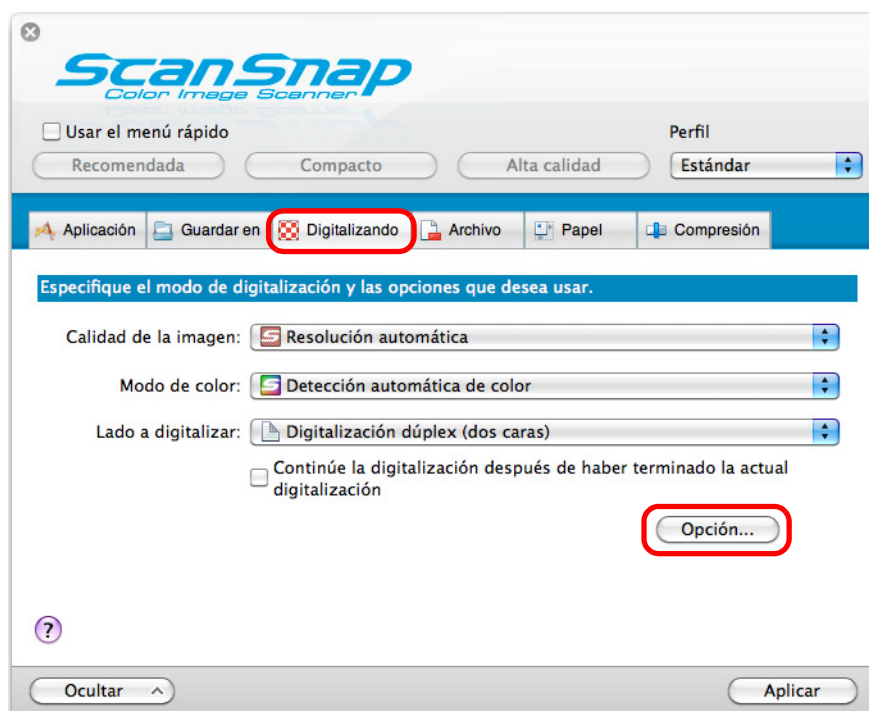 ScanSnap
Color Image Scanner
Usar el menú rápido
Perfil
Recomendada Compacto Alta calidad Estándar
Aplicación Guardar en Digitalizando Archivo Papel Compresión
Especifique el modo de digitalización y las opciones que desea usar.
Calidad de la imagen: Resolución automática
Modo de color: Detección automática de color
Lado a digitalizar: Digitalización dúplex (dos caras)
Continúe la digitalización después de haber terminado la actual
digitalización
Opción...
?
Ocultar Aplicar